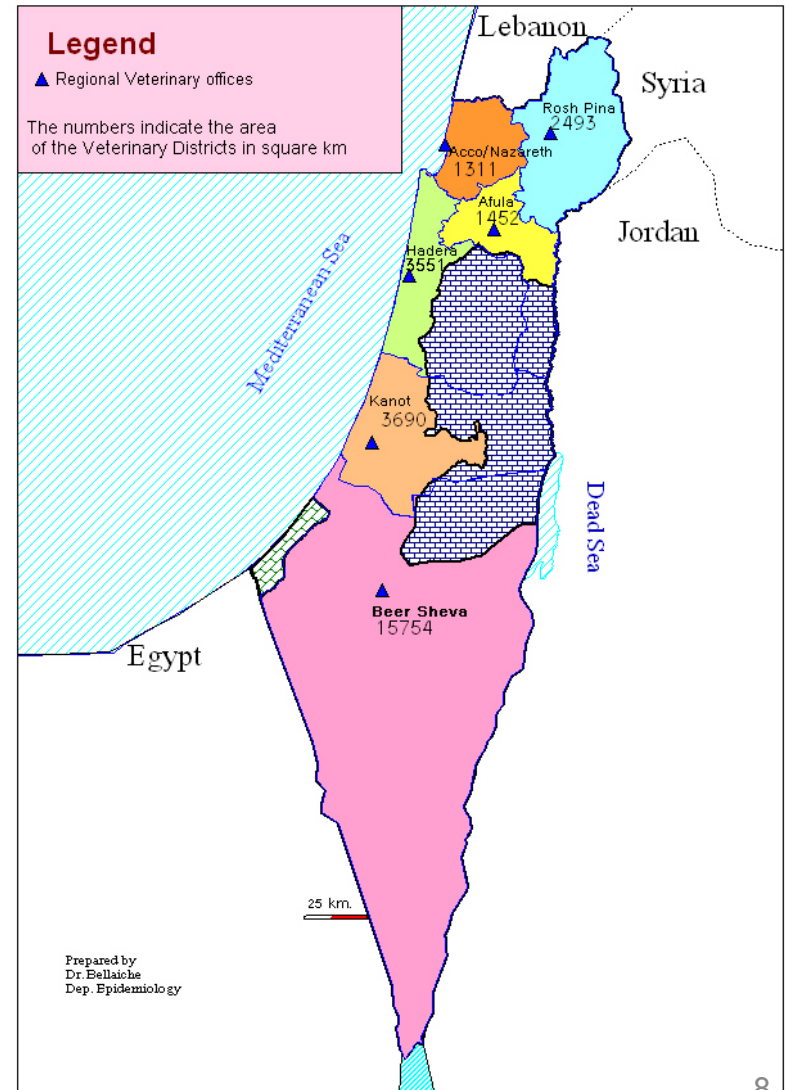 Legend
Regional Veterinary offices
The numbers indicate the area
of the Veterinary Districts in square km
Lebanon
Syria
Rosh Pina
2493
Acco/Nazareth
1311
Afula
1452
Jordan
Hadera
3551
Mediterranean Sea
Kanot
3690
Dead Sea
Beer Sheva
15754
Egypt
25 km.
Prepared by
Dr. Bellaiche
Dep. Epidemiology
8